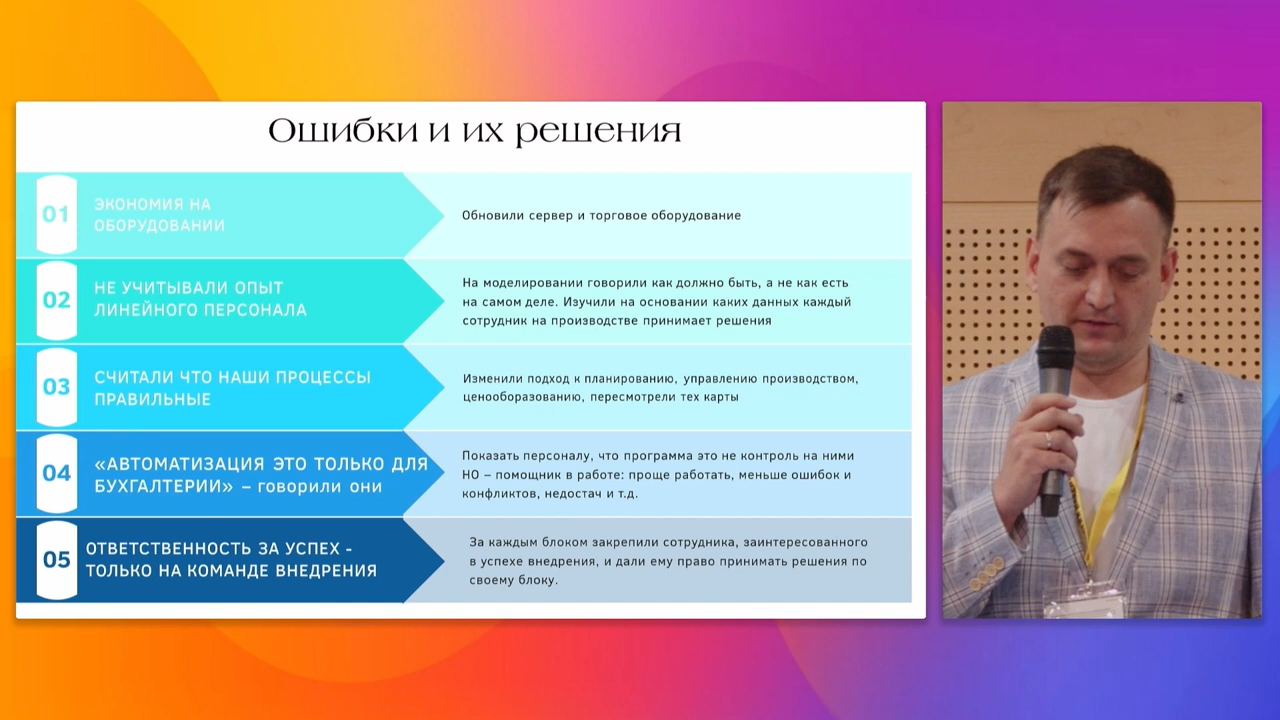 Ошибки и их решения
01
ЭКОНОМИЯ НА
ОБОРУДОВАНИИ
Обновили сервер и торговое оборудование
02
НЕ УЧИТЫВАЛИ ОПЫТ
ЛИНЕЙНОГО ПЕРСОНАЛА
На моделировании говорили как должно быть, а не как есть
на самом деле. Изучили на основании каких данных каждый
сотрудник на производстве принимает решения
03
СЧИТАЛИ ЧТО НАШИ ПРОЦЕССЫ
ПРАВИЛЬНЫЕ
Изменили подход к планированию, управлению производством,
ценообразованию, пересмотрели тех карты
04
«АВТОМАТИЗАЦИЯ ЭТО ТОЛЬКО ДЛЯ
БУХГАЛТЕРИИ» – говорили они
Показать персоналу, что программа это не контроль на ними
НО – помощник в работе: проще работать, меньше ошибок и
конфликтов, недостач и т.д.
05
ОТВЕТСТВЕННОСТЬ ЗА УСПЕХ -
ТОЛЬКО НА КОМАНДЕ ВНЕДРЕНИЯ
За каждым блоком закрепили сотрудника, заинтересованного
в успехе внедрения, и дали ему право принимать решения по
своему блоку.